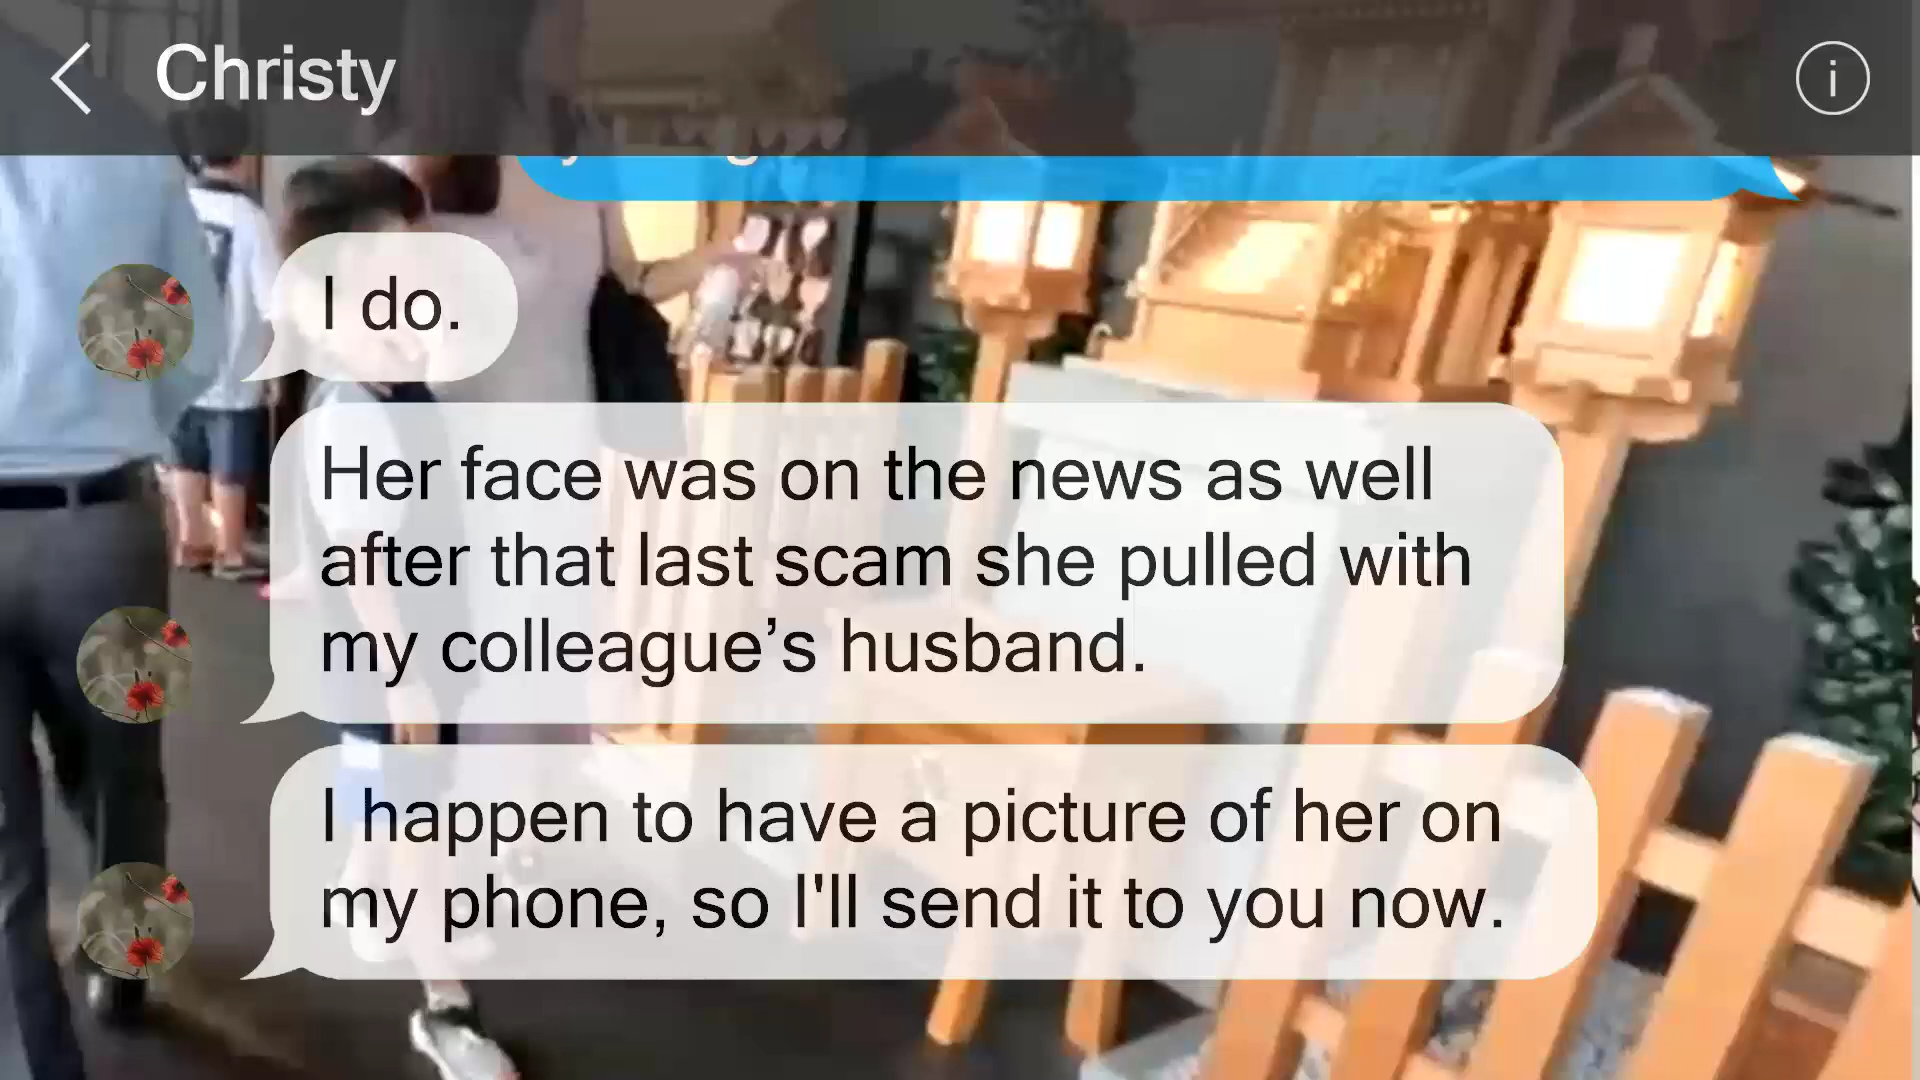 Christy
I do.
Her face was on the news as well
after that last scam she pulled with
my colleague’s husband.
I happen to have a picture of her on
my phone, so I'll send it to you now.